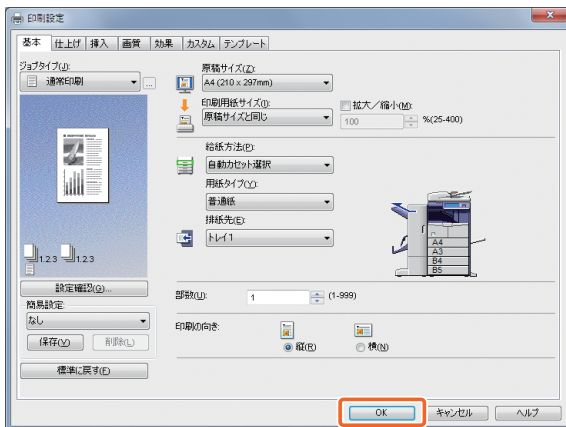 印刷設定
基本 仕上げ 挿入 画質 効果 カスタム テンプレート
ジョブタイプ(J):
通常印刷
...
1.2.3 1.2.3
設定確認(G)...
簡易設定:
なし
保存(V) 削除(L)
標準に戻す(F)
原稿サイズ(Z):
A4 (210 x 297mm)
印刷用紙サイズ(I):
原稿サイズと同じ
拡大/縮小(M):
100 %(25-400)
給紙方法(P):
自動カセット選択
用紙タイプ(Y):
普通紙
排紙先(E):
トレイ1
A4
A3
B4
B5
部数(U): 1 (1-999)
印刷の向き:
縦(R) 横(N)
OK キャンセル ヘルプ